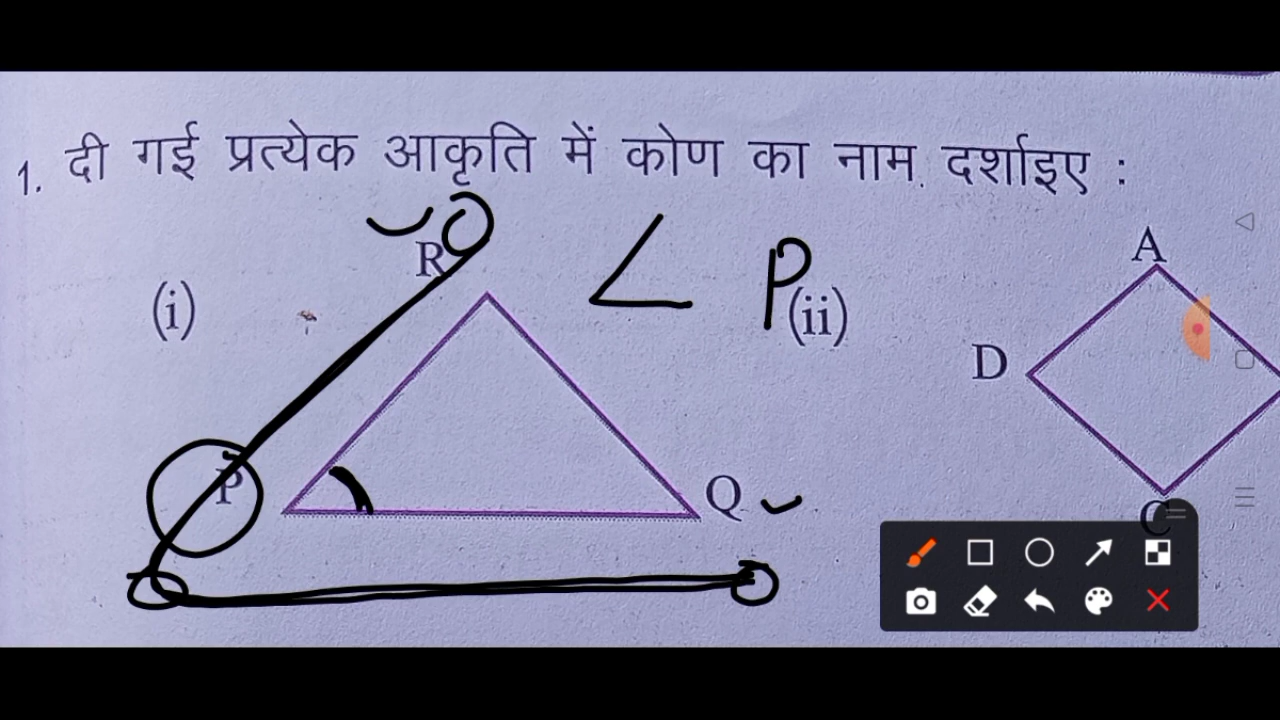 1. दी गई प्रत्येक आकृति में कोण का नाम दर्शाइए :
R ∠ P A
(i) (ii)
D
P Q
C